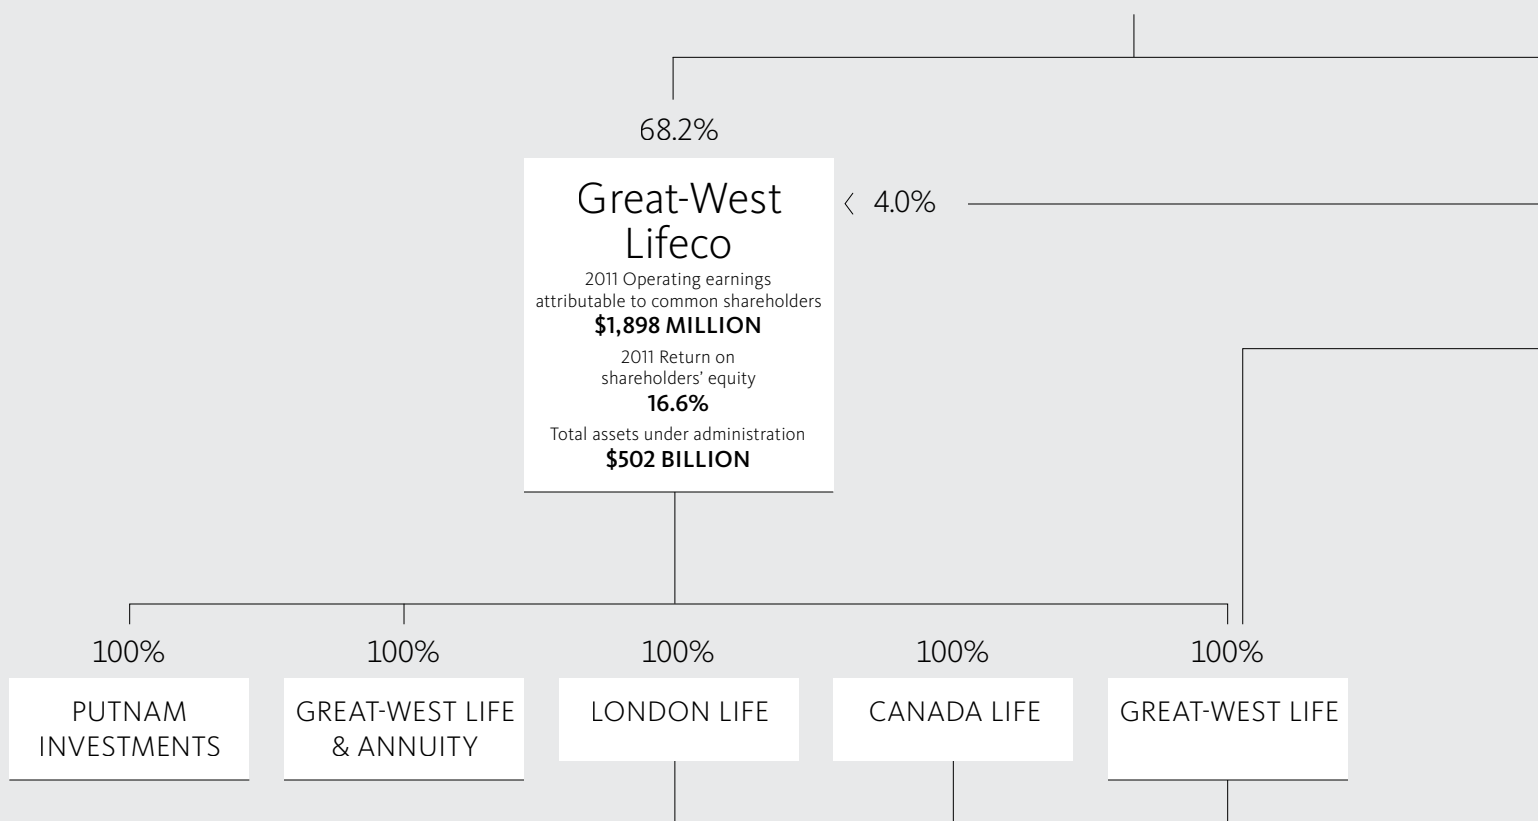 68.2%
Great-West
Lifeco
2011 Operating earnings
attributable to common shareholders
$1,898 MILLION
2011 Return on
shareholders’ equity
16.6%
Total assets under administration
$502 BILLION
4.0%
100%
100%
100%
100%
100%
PUTNAM
INVESTMENTS
GREAT-WEST LIFE
& ANNUITY
LONDON LIFE
CANADA LIFE
GREAT-WEST LIFE